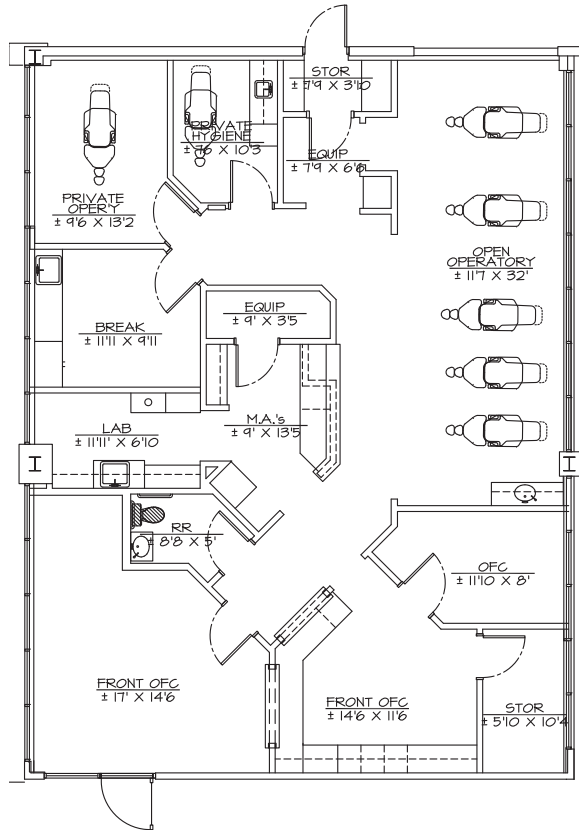 STOR
± 7'9 X 3'10
PRIVATE
HYGIENE
± 7'6 X 10'3
EQUIP
± 7'9 X 6'8
PRIVATE
OPER'Y
± 9'6 X 13'2
OPEN
OPERATORY
± 11'7 X 32'
EQUIP
± 9' X 3'5
BREAK
± 11'11 X 9'11
LAB
± 11'11' X 6'10
M.A.'s
± 9' X 13'5
RR
± 8'8 X 5'
OFC
± 11'10 X 8'
FRONT OFC
± 17' X 14'6
FRONT OFC
± 14'6 X 11'6
STOR
± 5'10 X 10'4